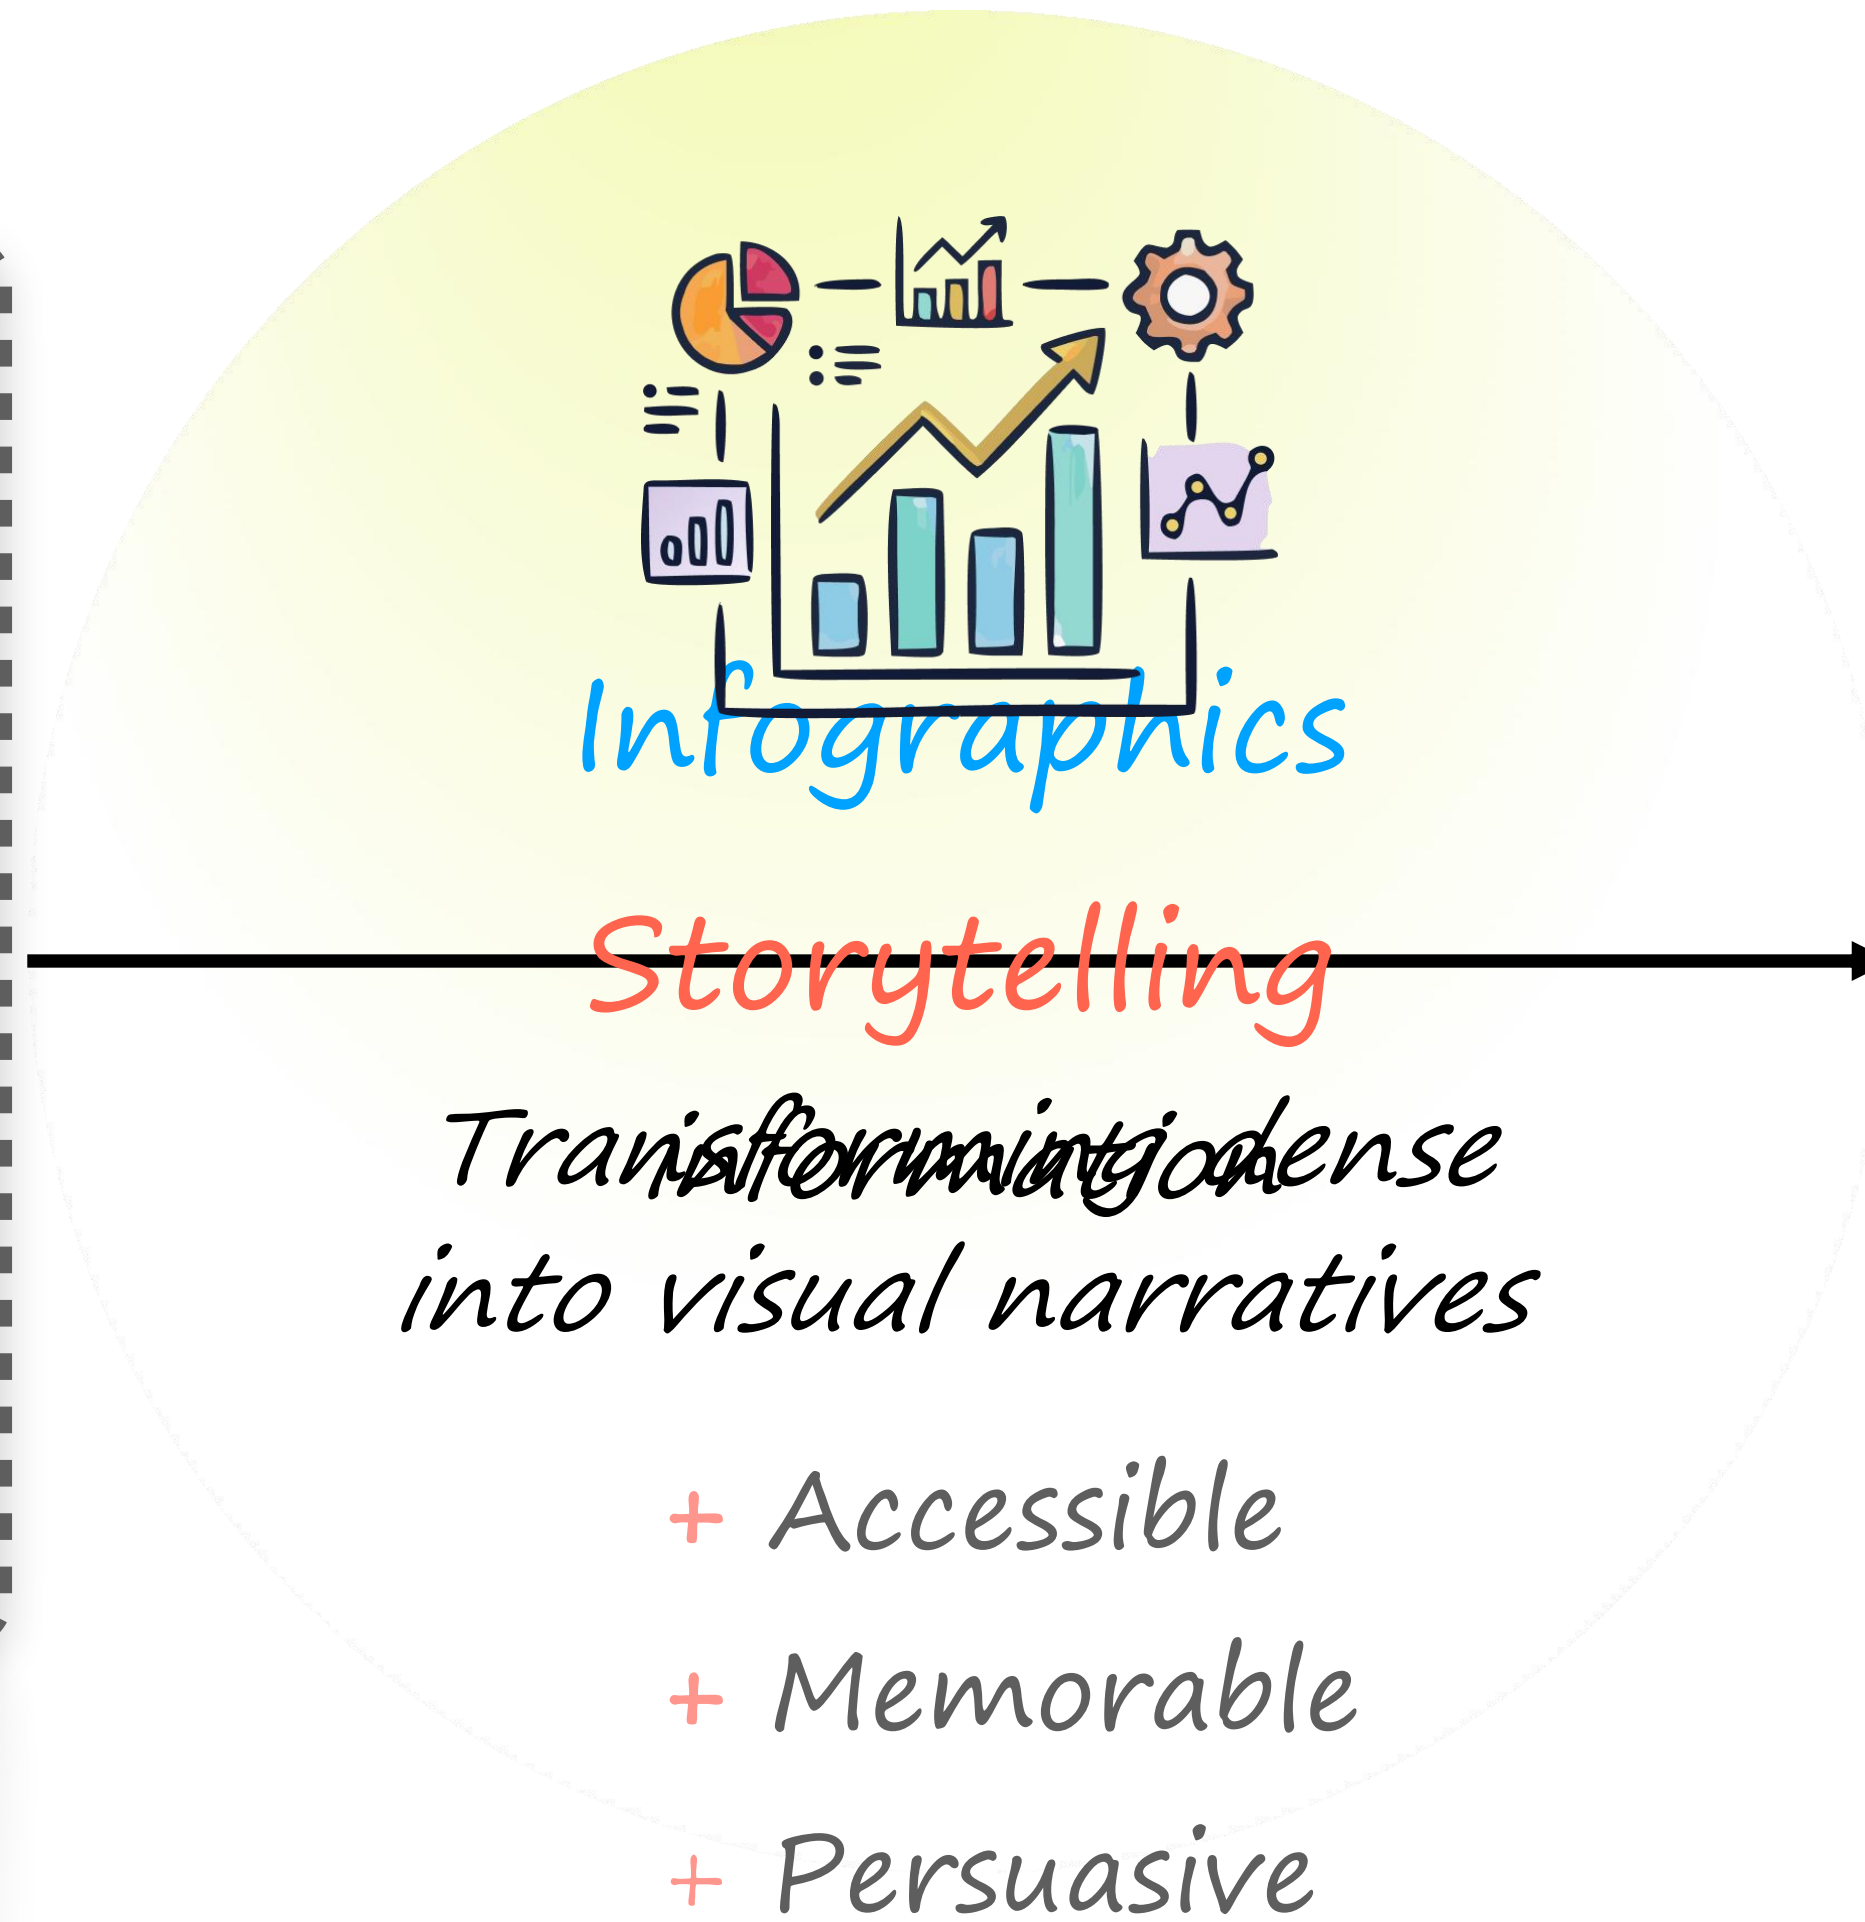 Infographics
Storytelling
Transforming dense
information
into visual narratives
+ Accessible
+ Memorable
+ Persuasive